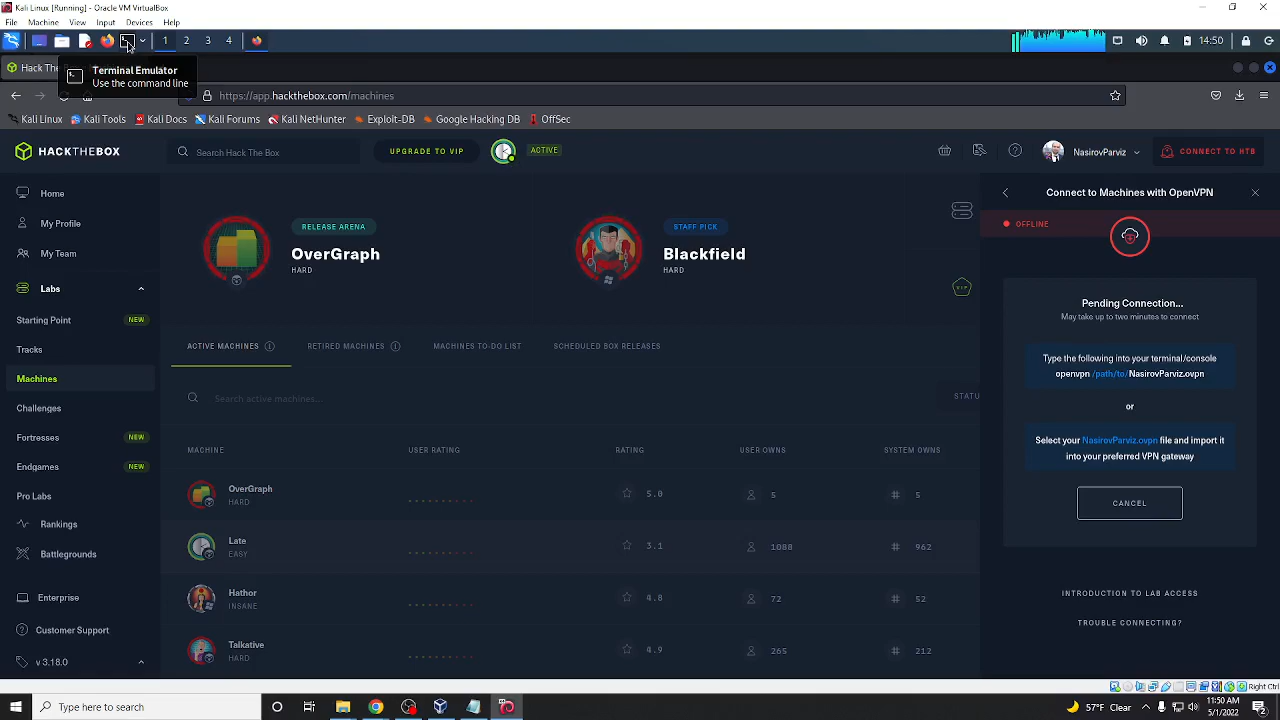 Kali Linux [Running] - Oracle VM VirtualBox
File Machine View Input Devices Help
1 2 3 4 14:50
Hack The
Terminal Emulator
Use the command line
https://app.hackthebox.com/machines
Kali Linux Kali Tools Kali Docs Kali Forums Kali NetHunter Exploit-DB Google Hacking DB OffSec
HACKTHEBOX Search Hack The Box UPGRADE TO VIP ACTIVE NasirovParviz CONNECT TO HTB
Home
My Profile
My Team
Labs
Starting Point NEW
Tracks
Machines
Challenges
Fortresses NEW
Endgames NEW
Pro Labs
Rankings
Battlegrounds
Enterprise
Customer Support
v 3.18.0
RELEASE ARENA
OverGraph
HARD
STAFF PICK
Blackfield
HARD
VIP
ACTIVE MACHINES RETIRED MACHINES MACHINES TO-DO LIST SCHEDULED BOX RELEASES
Search active machines... STATU
MACHINE USER RATING RATING USER OWNS SYSTEM OWNS
OverGraph 5.0 5 5
HARD
Late 3.1 1088 962
EASY
Hathor 4.8 72 52
INSANE
Talkative 4.9 265 212
HARD
Connect to Machines with OpenVPN
OFFLINE
Pending Connection...
May take up to two minutes to connect
Type the following into your terminal/console
openvpn /path/to/NasirovParviz.ovpn
or
Select your NasirovParviz.ovpn file and import it
into your preferred VPN gateway
CANCEL
INTRODUCTION TO LAB ACCESS
TROUBLE CONNECTING?
Right Ctrl
Type here to search 57°F Clear 11:50 AM
5/1/2022